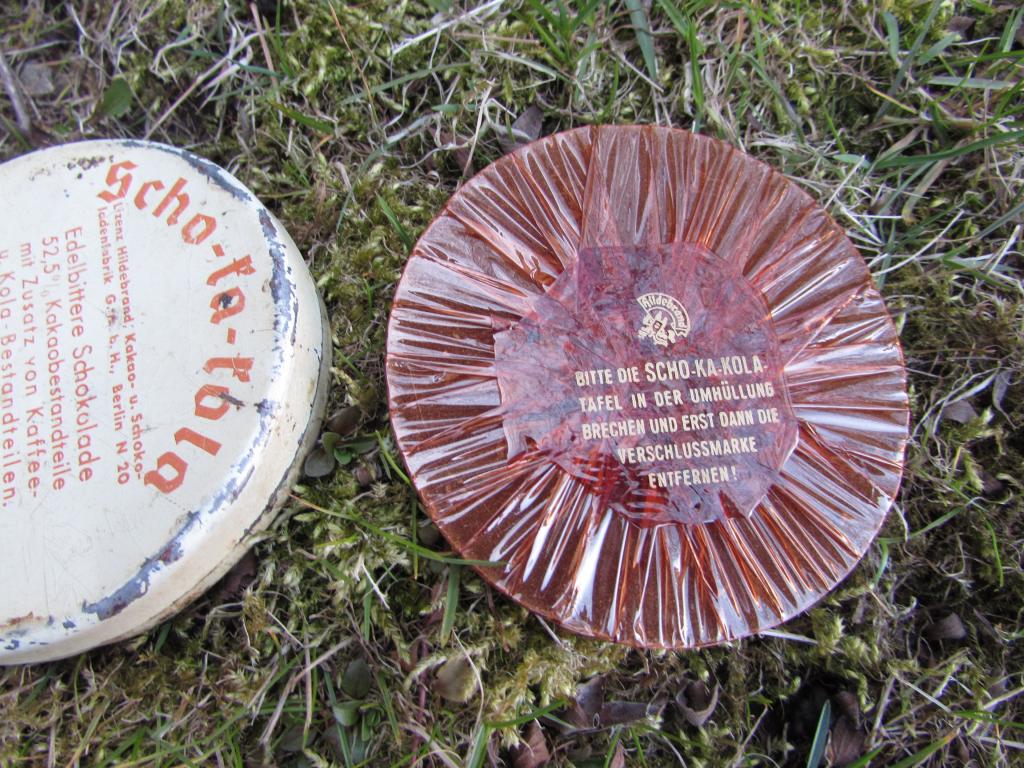 Scho-ka-kola
Lizenz Hildebrand, Kakao- u. Schoko-
ladenfabrik G.m.b.H., Berlin N 20
Edelbittere Schokolade
52,5% Kakaobestandteile
mit Zusatz von Kaffee-
u. Kola-Bestandteilen.
Hildebrand
BITTE DIE SCHO-KA-KOLA-
TAFEL IN DER UMHÜLLUNG
BRECHEN UND ERST DANN DIE
VERSCHLUSSMARKE
ENTFERNEN!